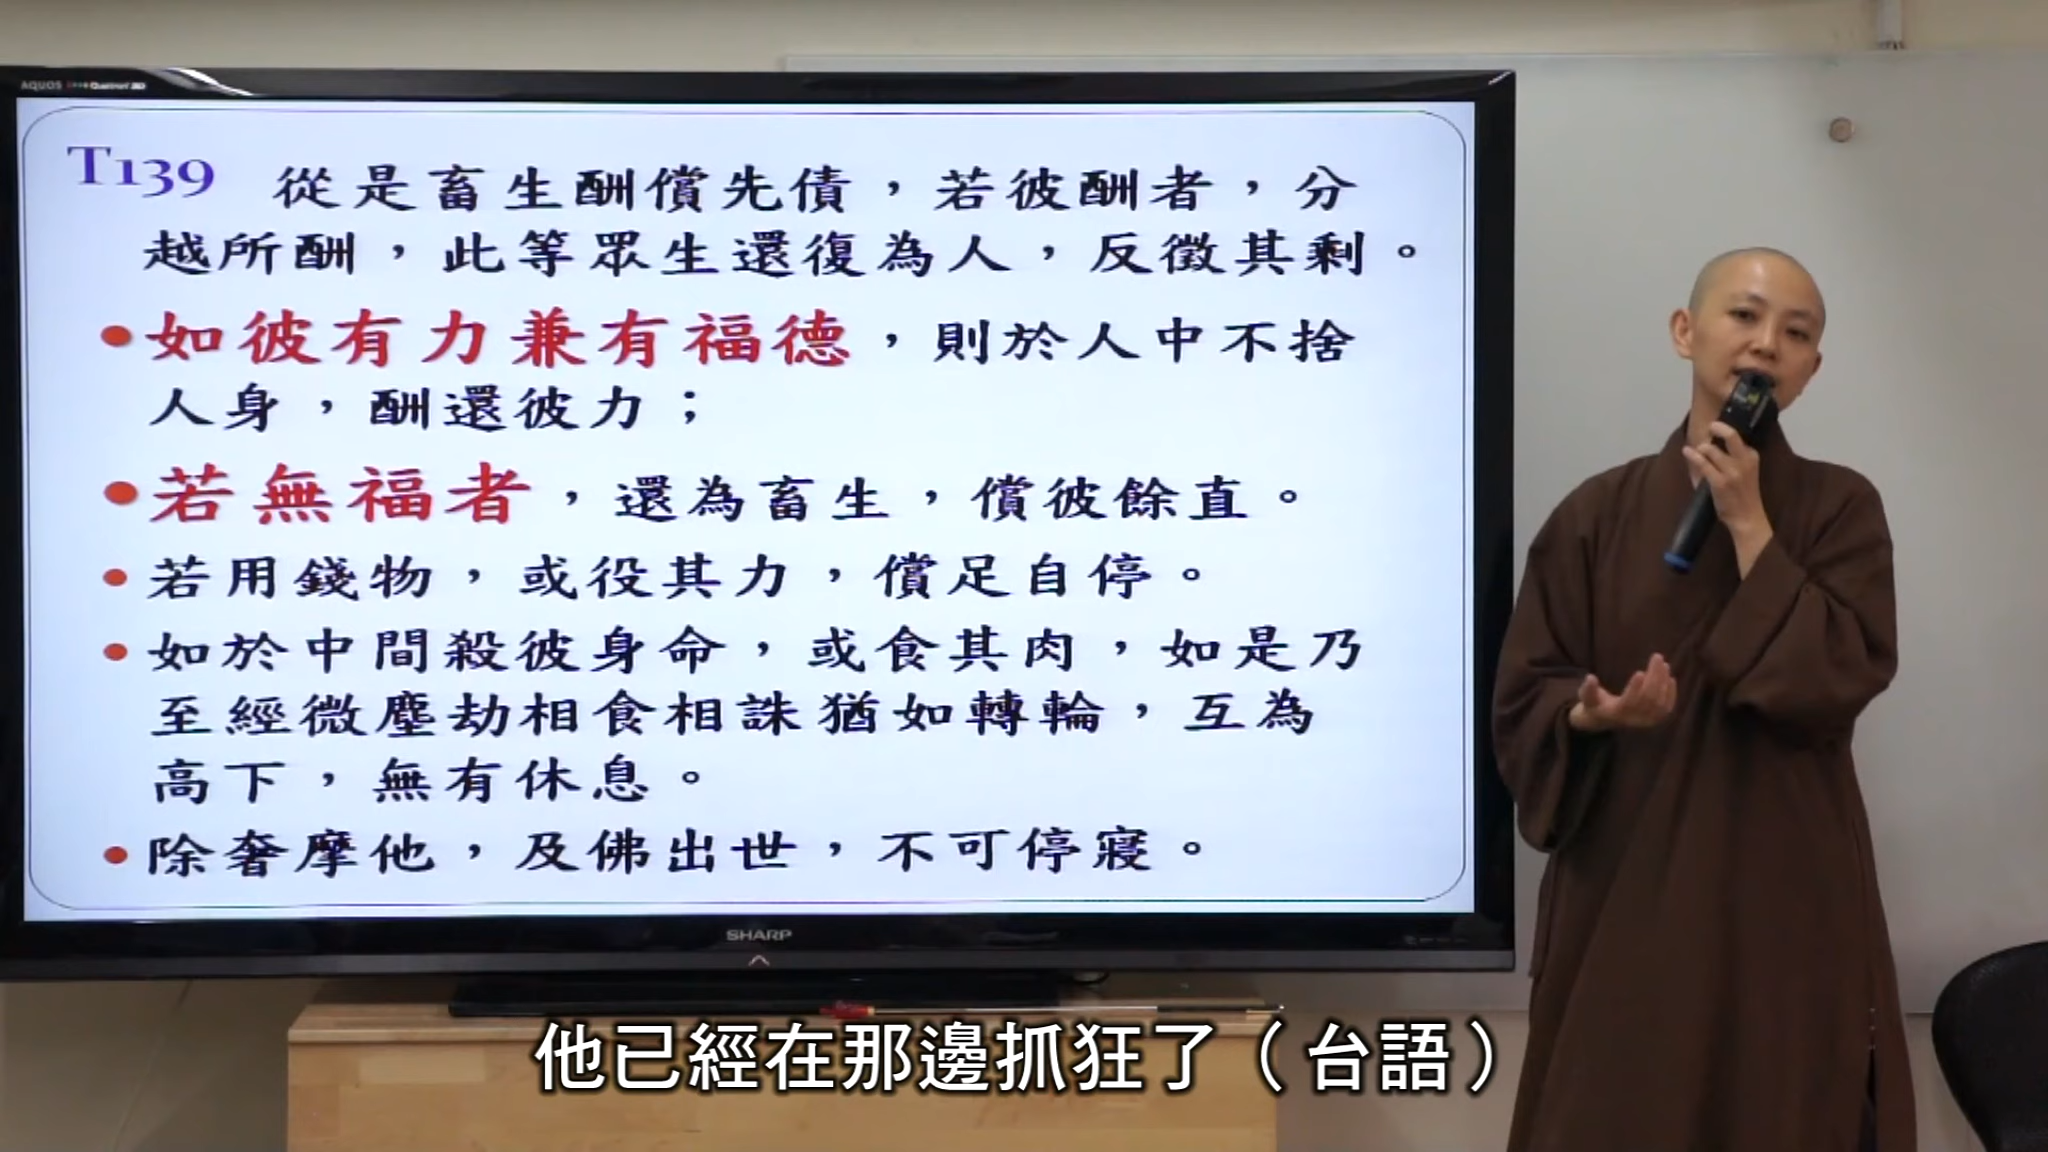 AQUOS Quattron 3D
T139 從是畜生酬償先債，若彼酬者，分
越所酬，此等眾生還復為人，反徵其剩。
•如彼有力兼有福德，則於人中不捨
人身，酬還彼力；
•若無福者，還為畜生，償彼餘直。
•若用錢物，或役其力，償足自停。
•如於中間殺彼身命，或食其肉，如是乃
至經微塵劫相食相誅猶如轉輪，互為
高下，無有休息。
•除奢摩他，及佛出世，不可停寢。
SHARP
他已經在那邊抓狂了（台語）